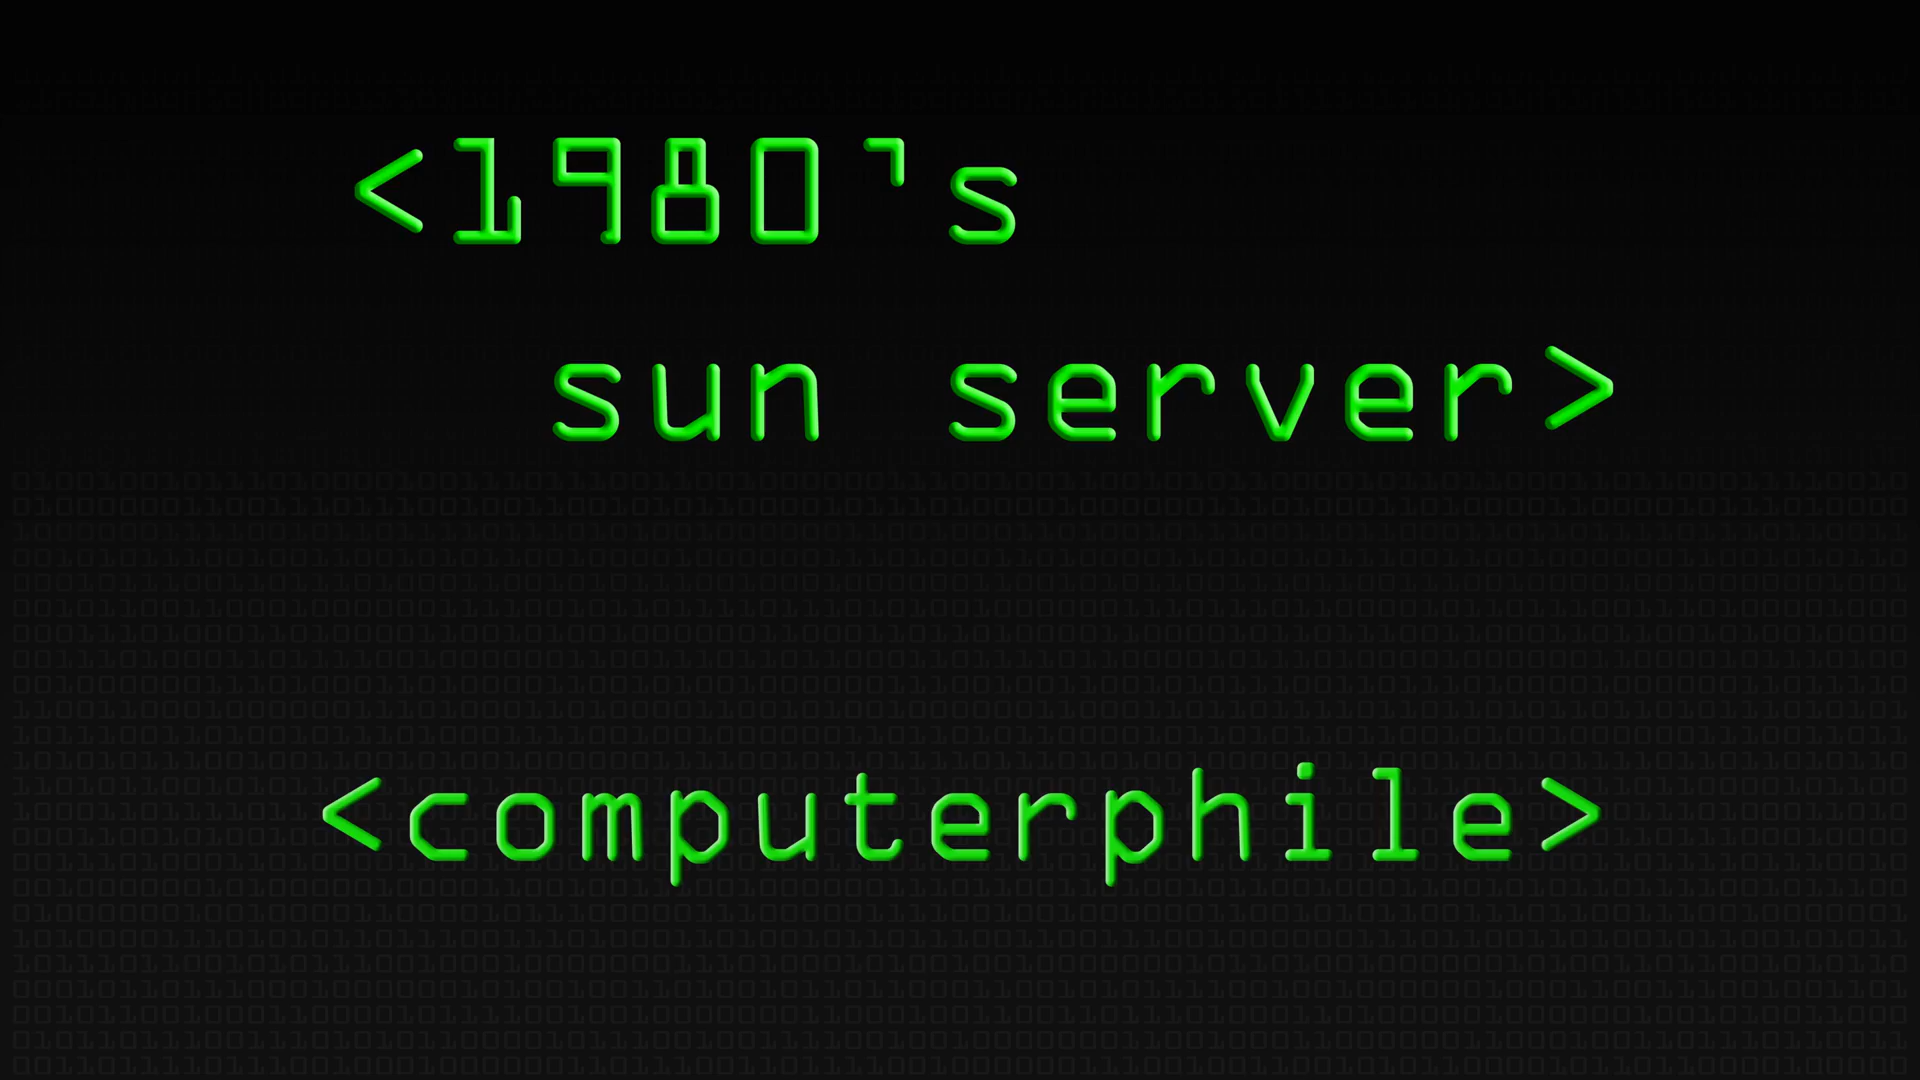 <1980's
sun server>
<computerphile>